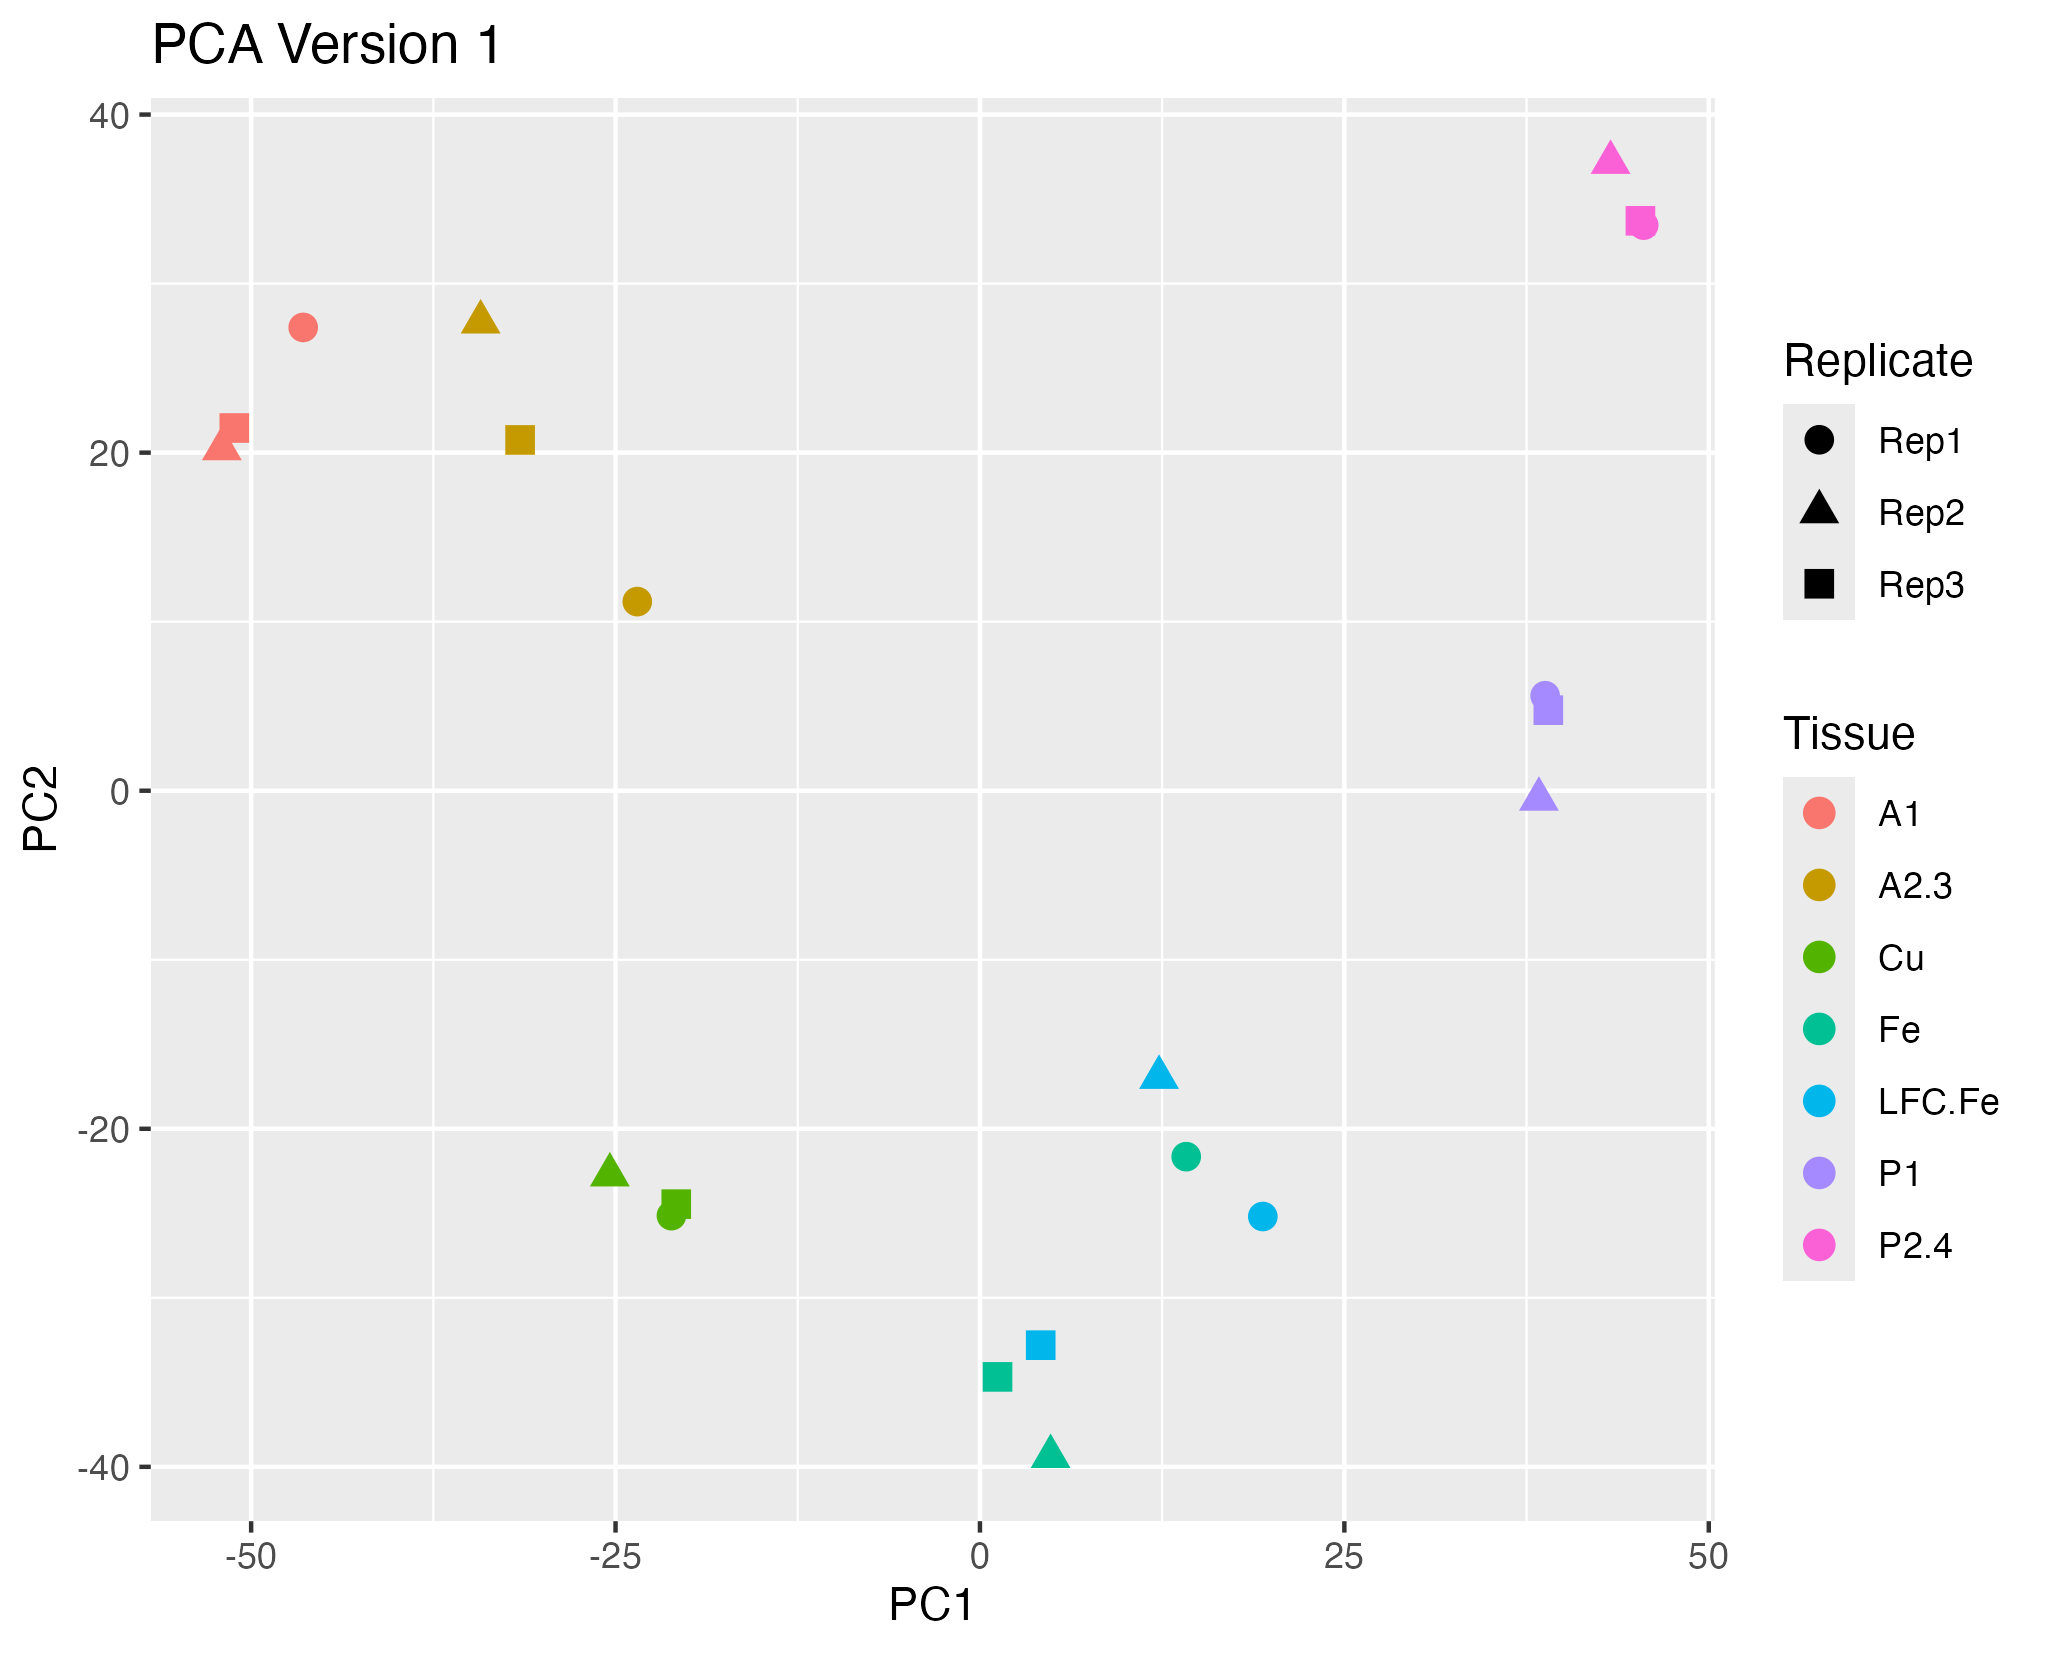 PCA Version 1
40
20
0
-20
-40
PC2
-50
-25
0
25
50
PC1
Replicate
Rep1
Rep2
Rep3
Tissue
A1
A2.3
Cu
Fe
LFC.Fe
P1
P2.4